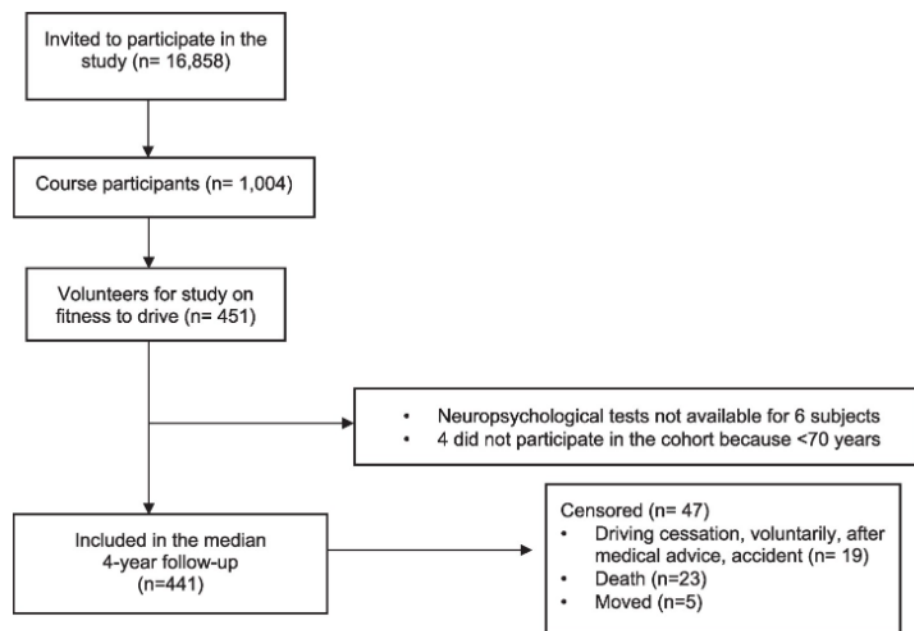 Invited to participate in the
study (n= 16,858)
Course participants (n= 1,004)
Volunteers for study on
fitness to drive (n= 451)
• Neuropsychological tests not available for 6 subjects
• 4 did not participate in the cohort because <70 years
Included in the median
4-year follow-up
(n=441)
Censored (n= 47)
• Driving cessation, voluntarily, after
medical advice, accident (n= 19)
• Death (n=23)
• Moved (n=5)